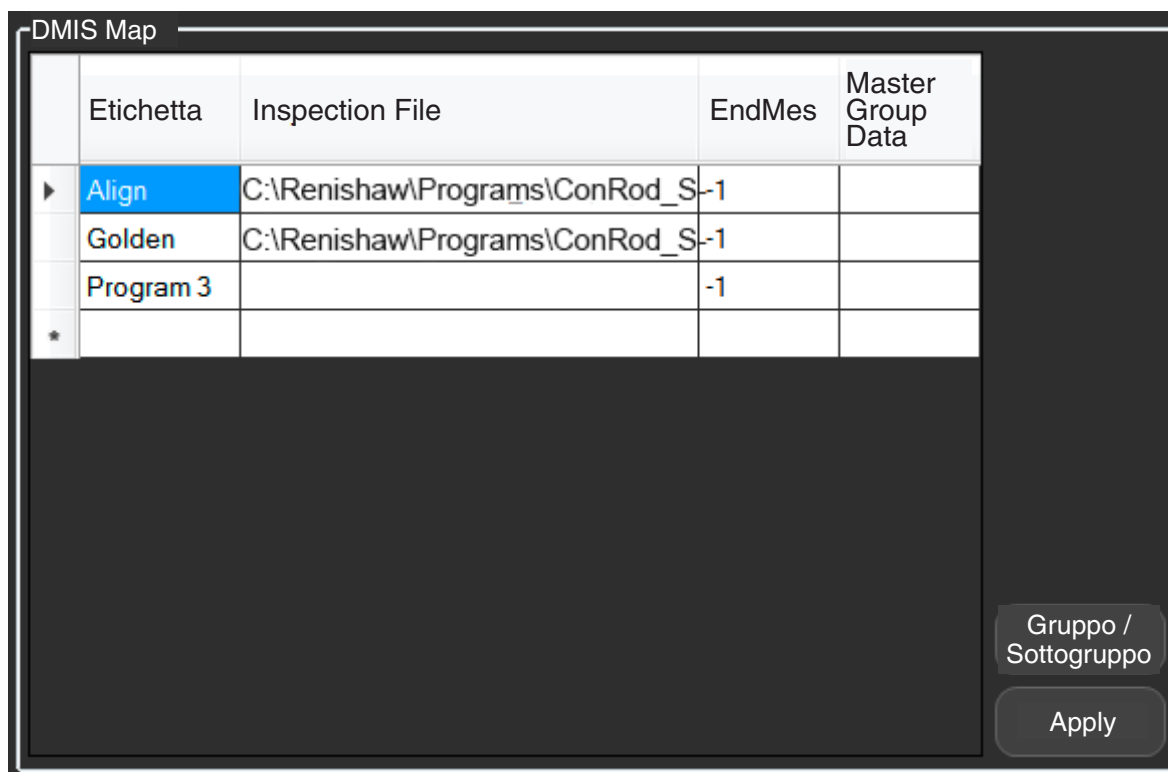 DMIS Map
Etichetta Inspection File EndMes Master Group Data
Align C:\Renishaw\Programs\ConRod_S -1
Golden C:\Renishaw\Programs\ConRod_S -1
Program 3 -1
*
Gruppo /
Sottogruppo
Apply